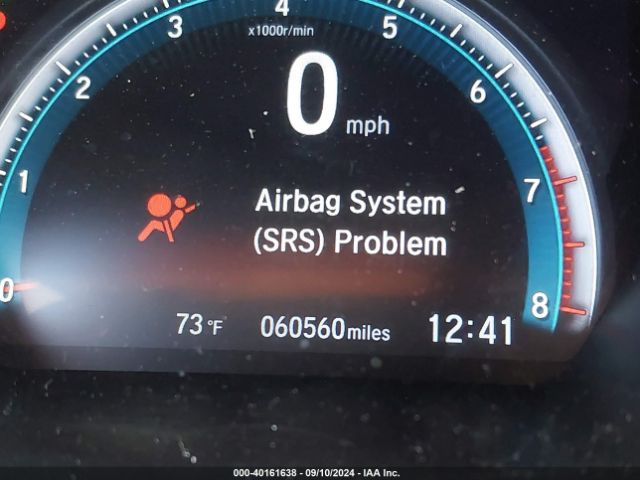 4
3
5
x1000r/min
2
6
0 mph
1
7
Airbag System
(SRS) Problem
0
8
73°F 060560 miles 12:41
000-40161638 - 09/10/2024 - IAA Inc.